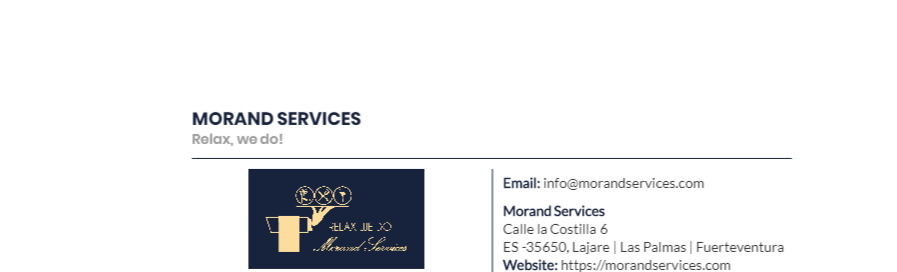 MORAND SERVICES
Relax, we do!
RELAX WE DO
Morand Services
Email: info@morandservices.com
Morand Services
Calle la Costilla 6
ES -35650, Lajare | Las Palmas | Fuerteventura
Website: https://morandservices.com